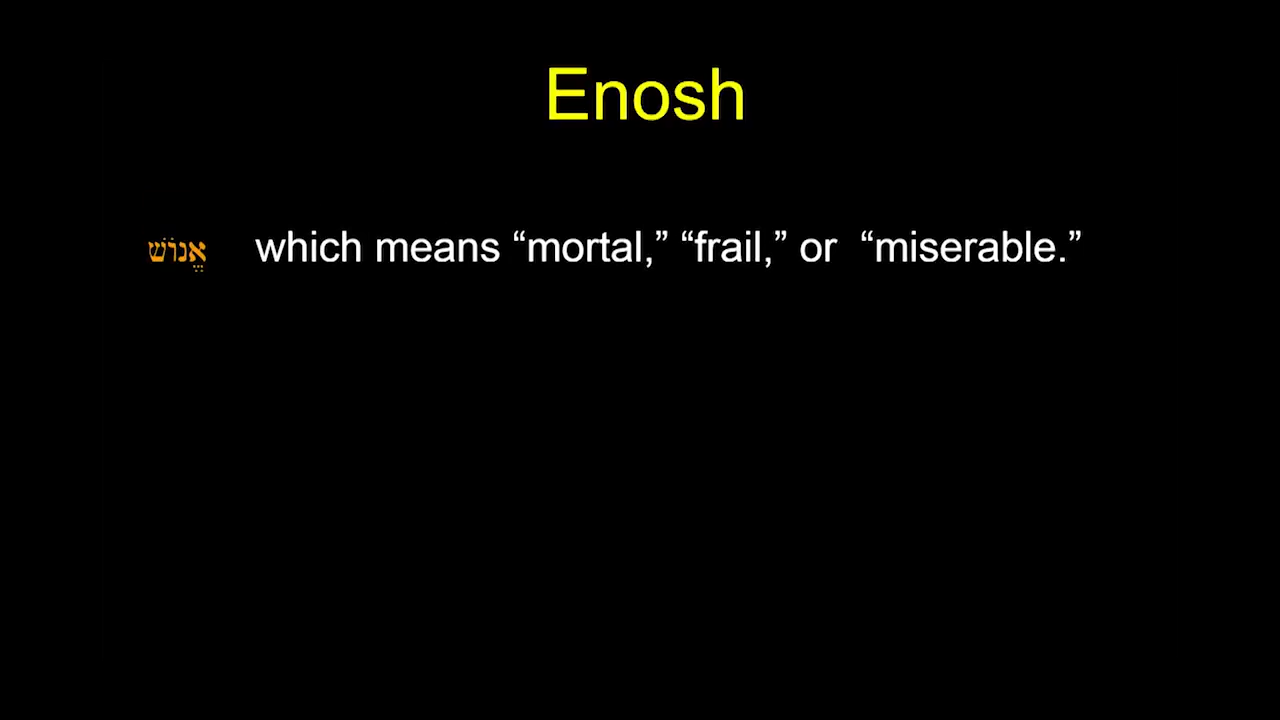 Enosh
אֱנוֹשׁ which means “mortal,” “frail,” or “miserable.”